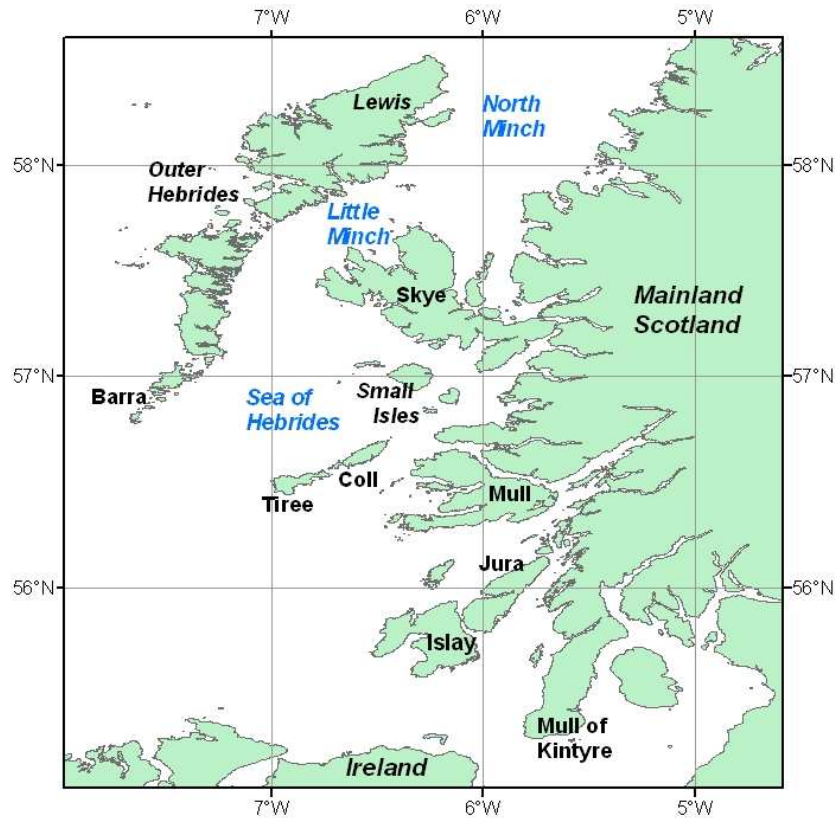 7°W 6°W 5°W
Lewis
North
Minch
58°N 58°N
Outer
Hebrides
Little
Minch
Skye
Mainland
Scotland
57°N 57°N
Barra
Sea of
Hebrides
Small
Isles
Coll
Tiree
Mull
Jura
56°N 56°N
Islay
Mull of
Kintyre
Ireland
7°W 6°W 5°W